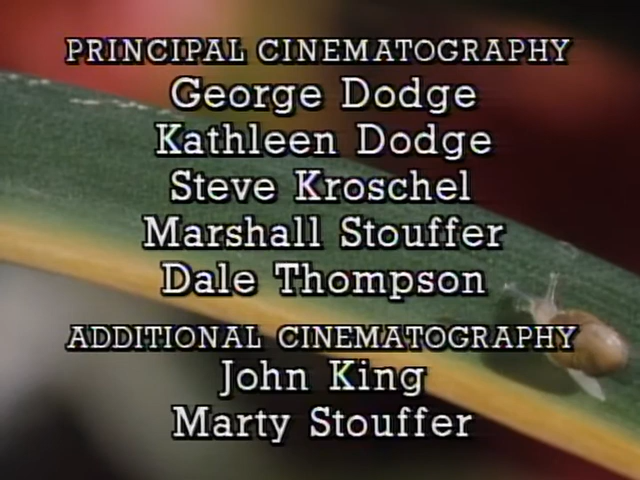 PRINCIPAL CINEMATOGRAPHY
George Dodge
Kathleen Dodge
Steve Kroschel
Marshall Stouffer
Dale Thompson
ADDITIONAL CINEMATOGRAPHY
John King
Marty Stouffer